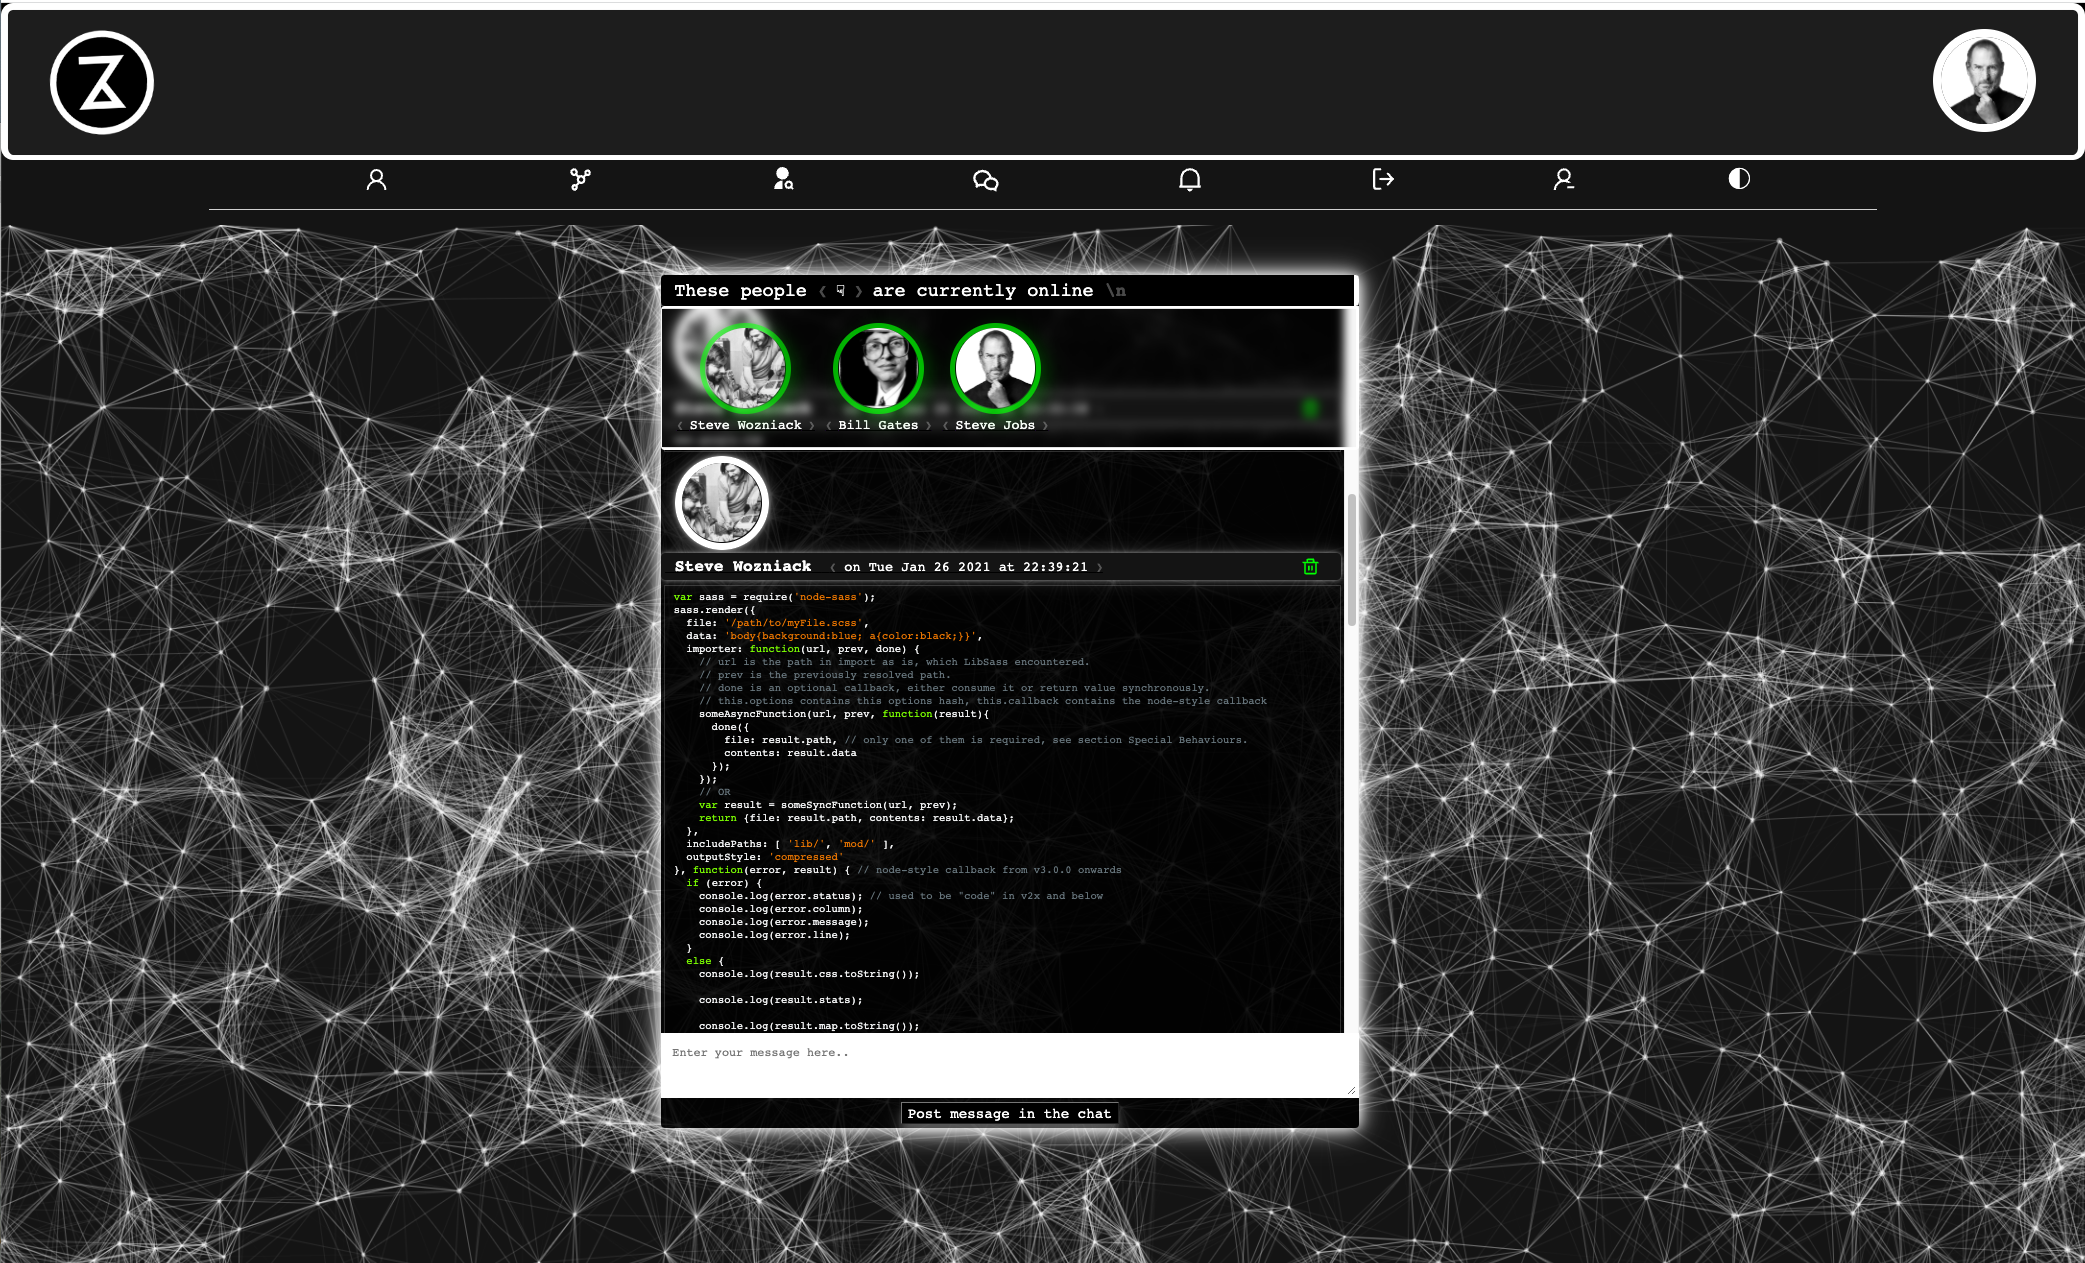 These people < > are currently online \n
< Steve Wozniack > < Bill Gates > < Steve Jobs >
Steve Wozniack < on Tue Jan 26 2021 at 22:39:21 >
var sass = require('node-sass');
sass.render({
  file: '/path/to/myFile.scss',
  data: 'body{background:blue; a{color:black;}}',
  importer: function(url, prev, done) {
    // url is the path in import as is, which LibSass encountered.
    // prev is the previously resolved path.
    // done is an optional callback, either consume it or return value synchronously.
    // this.options contains this options hash, this.callback contains the node-style callback
    someAsyncFunction(url, prev, function(result){
      done({
        file: result.path, // only one of them is required, see section Special Behaviours.
        contents: result.data
      });
    });
    // OR
    var result = someSyncFunction(url, prev);
    return {file: result.path, contents: result.data};
  },
  includePaths: [ 'lib/', 'mod/' ],
  outputStyle: 'compressed'
}, function(error, result) { // node-style callback from v3.0.0 onwards
  if (error) {
    console.log(error.status); // used to be "code" in v2x and below
    console.log(error.column);
    console.log(error.message);
    console.log(error.line);
  }
  else {
    console.log(result.css.toString());
    console.log(result.stats);
    console.log(result.map.toString());
Enter your message here..
Post message in the chat